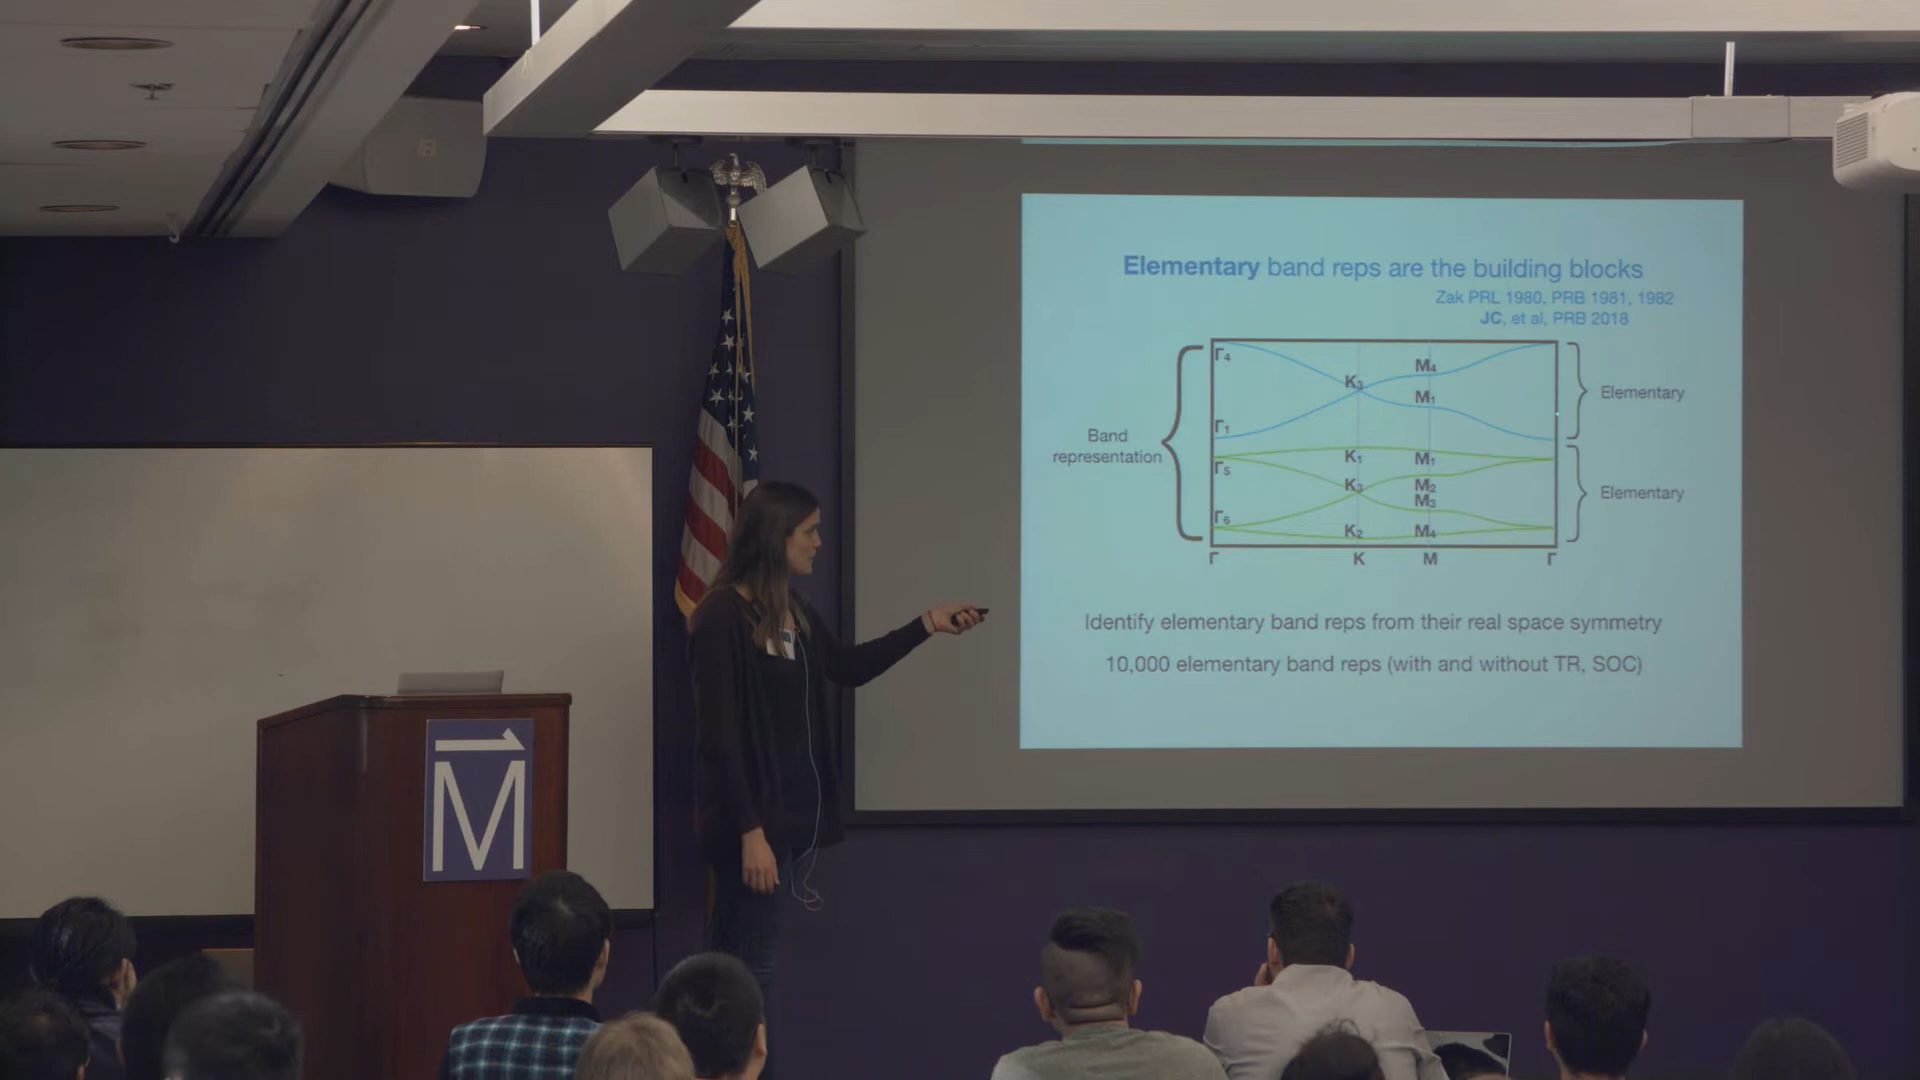 Elementary band reps are the building blocks
Zak PRL 1980, PRB 1981, 1982
JC, et al, PRB 2018
Γ4
K3
M4
M1
Γ1
Elementary
Band
representation
K1
M1
Γ5
K3
M2
M3
Elementary
Γ6
K2
M4
Γ
K
M
Γ
Identify elementary band reps from their real space symmetry
10,000 elementary band reps (with and without TR, SOC)
M